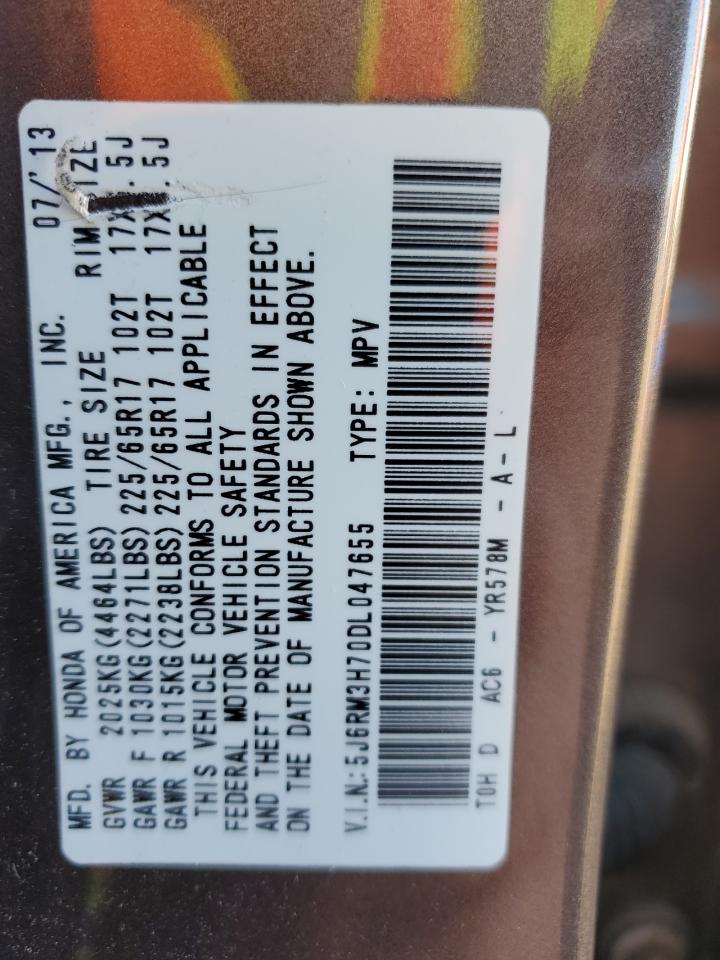 MFD. BY HONDA OF AMERICA MFG., INC. 07/'13
GVWR 2025KG(4464LBS) TIRE SIZE RIM
GAWR F 1030KG(2271LBS) 225/65R17 102T 17X
GAWR R 1015KG(2238LBS) 225/65R17 102T 17X
THIS VEHICLE CONFORMS TO ALL APPLICABLE
FEDERAL MOTOR VEHICLE SAFETY
AND THEFT PREVENTION STANDARDS IN EFFECT
ON THE DATE OF MANUFACTURE SHOWN ABOVE.
V.I.N.:5J6RM3H70DL047655 TYPE: MPV
TOH D AC6 - YR578M - A - L